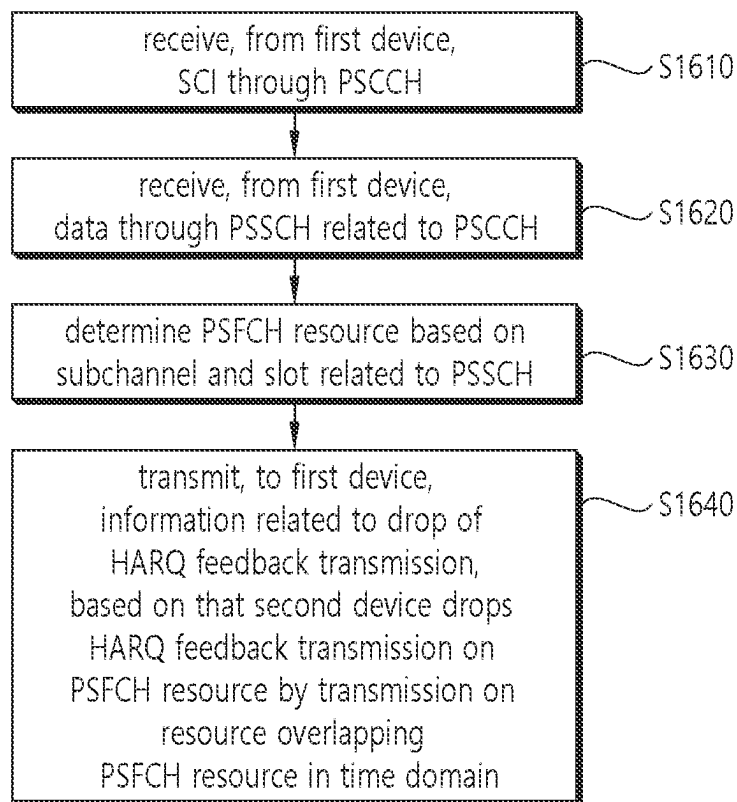 receive, from first device,
SCI through PSCCH
S1610
receive, from first device,
data through PSSCH related to PSCCH
S1620
determine PSFCH resource based on
subchannel and slot related to PSSCH
S1630
transmit, to first device,
information related to drop of
HARQ feedback transmission,
based on that second device drops
HARQ feedback transmission on
PSFCH resource by transmission on
resource overlapping
PSFCH resource in time domain
S1640